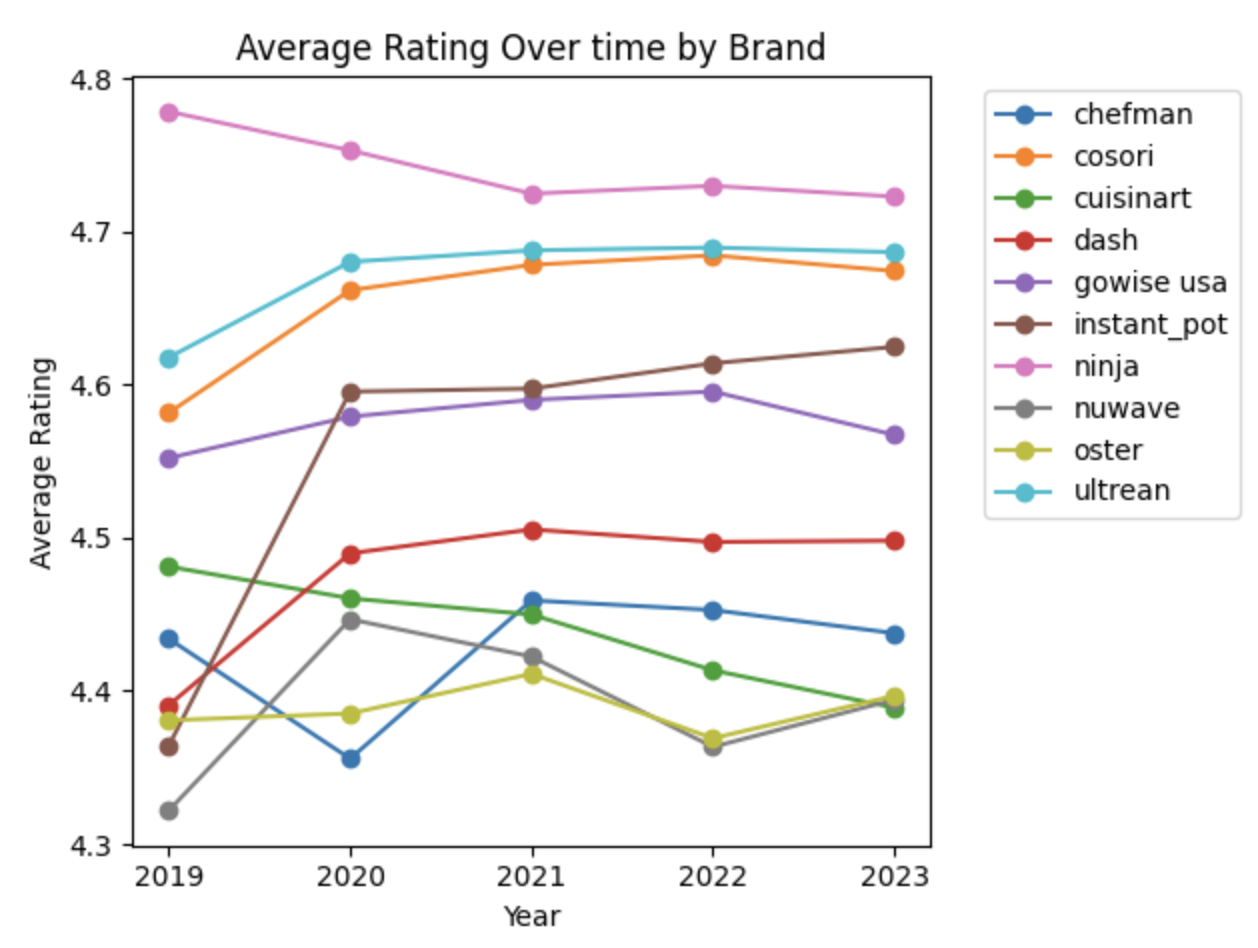 Average Rating Over time by Brand
4.8
4.7
4.6
4.5
4.4
4.3
Average Rating
2019 2020 2021 2022 2023
Year
chefman
cosori
cuisinart
dash
gowise usa
instant_pot
ninja
nuwave
oster
ultrean